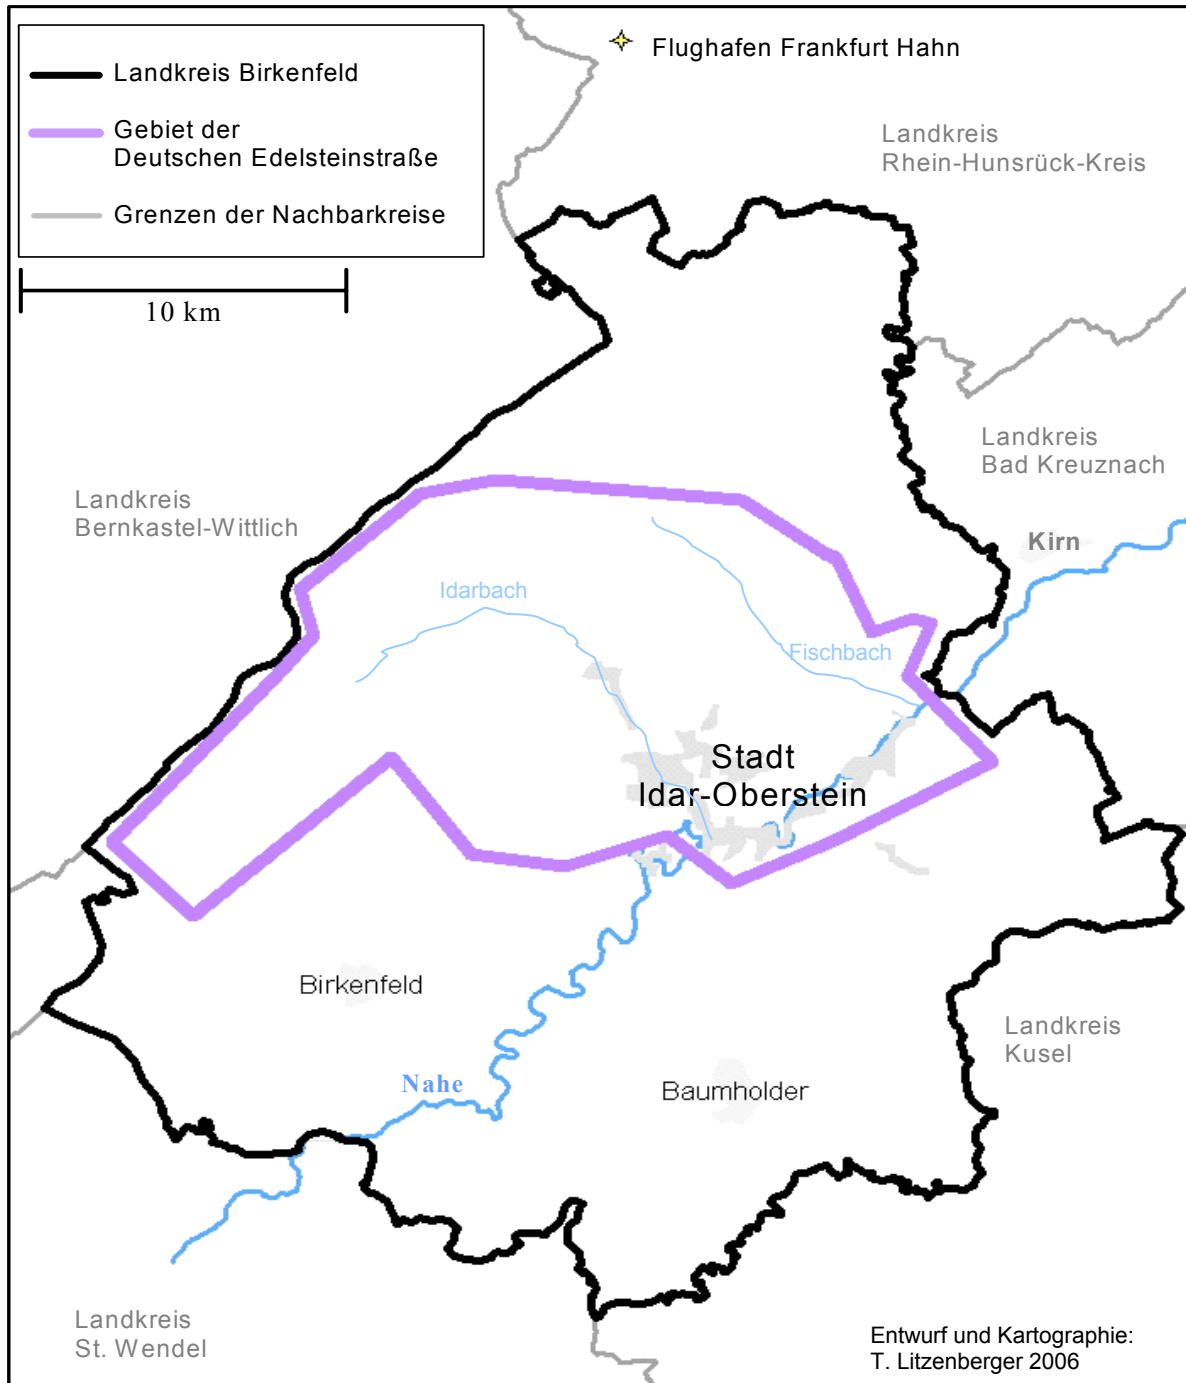 Flughafen Frankfurt Hahn
Landkreis Birkenfeld
Gebiet der
Deutschen Edelsteinstraße
Grenzen der Nachbarkreise
10 km
Landkreis
Rhein-Hunsrück-Kreis
Landkreis
Bad Kreuznach
Landkreis
Bernkastel-Wittlich
Kirn
Idarbach
Fischbach
Stadt
Idar-Oberstein
Birkenfeld
Landkreis
Kusel
Nahe
Baumholder
Landkreis
St. Wendel
Entwurf und Kartographie:
T. Litzenberger 2006